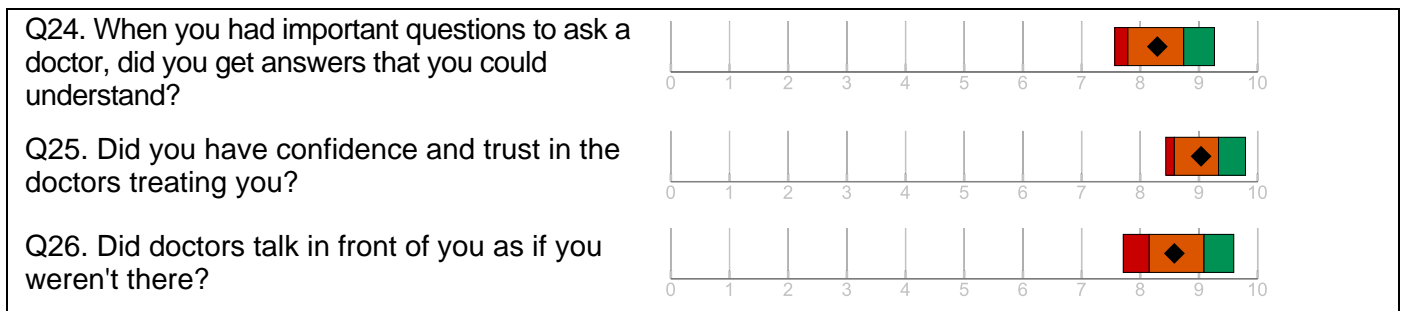 Q24. When you had important questions to ask a
doctor, did you get answers that you could
understand?
0 1 2 3 4 5 6 7 8 9 10
Q25. Did you have confidence and trust in the
doctors treating you?
0 1 2 3 4 5 6 7 8 9 10
Q26. Did doctors talk in front of you as if you
weren't there?
0 1 2 3 4 5 6 7 8 9 10